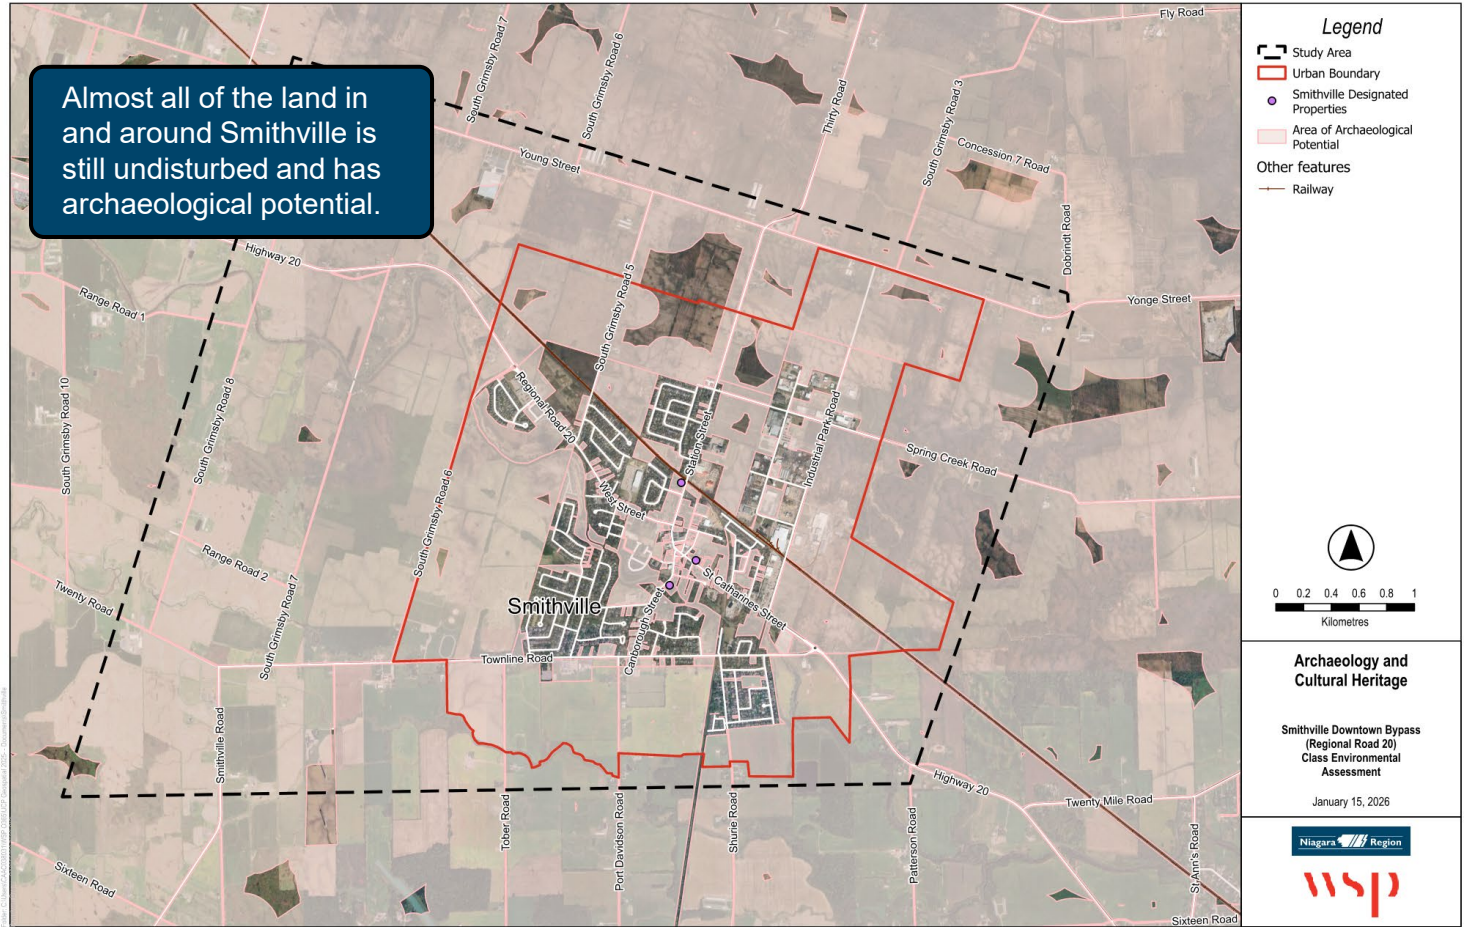 Almost all of the land in
and around Smithville is
still undisturbed and has
archaeological potential.
Fly Road
South Grimsby Road 7
South Grimsby Road 6
Thirty Road
South Grimsby Road 3
Concession 7 Road
Young Street
Dobrindt Road
Highway 20
Range Road 1
South Grimsby Road 5
Yonge Street
South Grimsby Road 10
South Grimsby Road 8
Regional Road 20
Station Street
Industrial Park Road
Spring Creek Road
South Grimsby Road 6
West Street
Range Road 2
Twenty Road
South Grimsby Road 7
St Catharines Street
Smithville
Canborough Street
Townline Road
Smithville Road
Highway 20
Twenty Mile Road
Tober Road
Port Davidson Road
Shurie Road
Patterson Road
St.Ann's Road
Sixteen Road
Sixteen Road
Legend
Study Area
Urban Boundary
Smithville Designated
Properties
Area of Archaeological
Potential
Other features
Railway
0 0.2 0.4 0.6 0.8 1
Kilometres
Archaeology and
Cultural Heritage
Smithville Downtown Bypass
(Regional Road 20)
Class Environmental
Assessment
January 15, 2026
Niagara Region
wsp